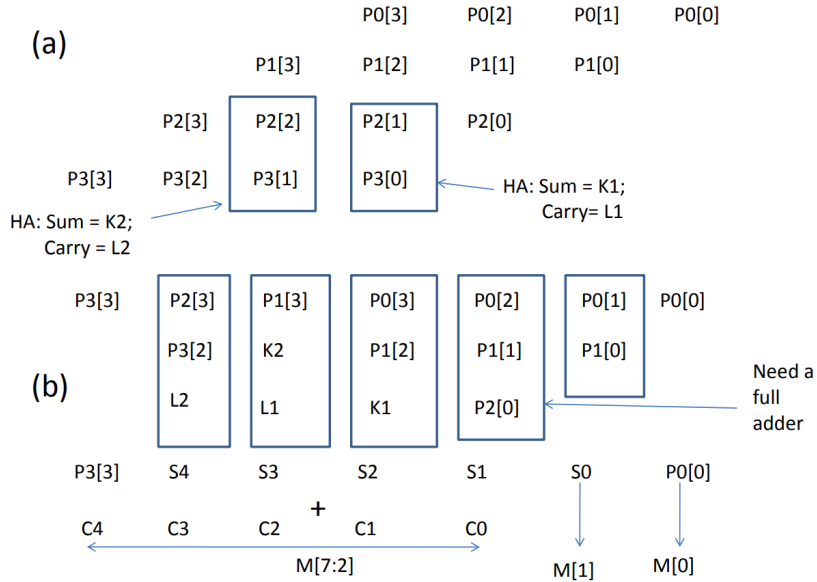 P0[3] P0[2] P0[1] P0[0]
(a)
P1[3] P1[2] P1[1] P1[0]
P2[3] P2[2] P2[1] P2[0]
P3[3] P3[2] P3[1] P3[0]
HA: Sum = K1;
Carry= L1
HA: Sum = K2;
Carry = L2
P3[3] P2[3] P1[3] P0[3] P0[2] P0[1] P0[0]
P3[2] K2 P1[2] P1[1] P1[0]
(b)
L2 L1 K1 P2[0]
Need a
full
adder
P3[3] S4 S3 S2 S1 S0 P0[0]
+
C4 C3 C2 C1 C0
M[7:2] M[1] M[0]